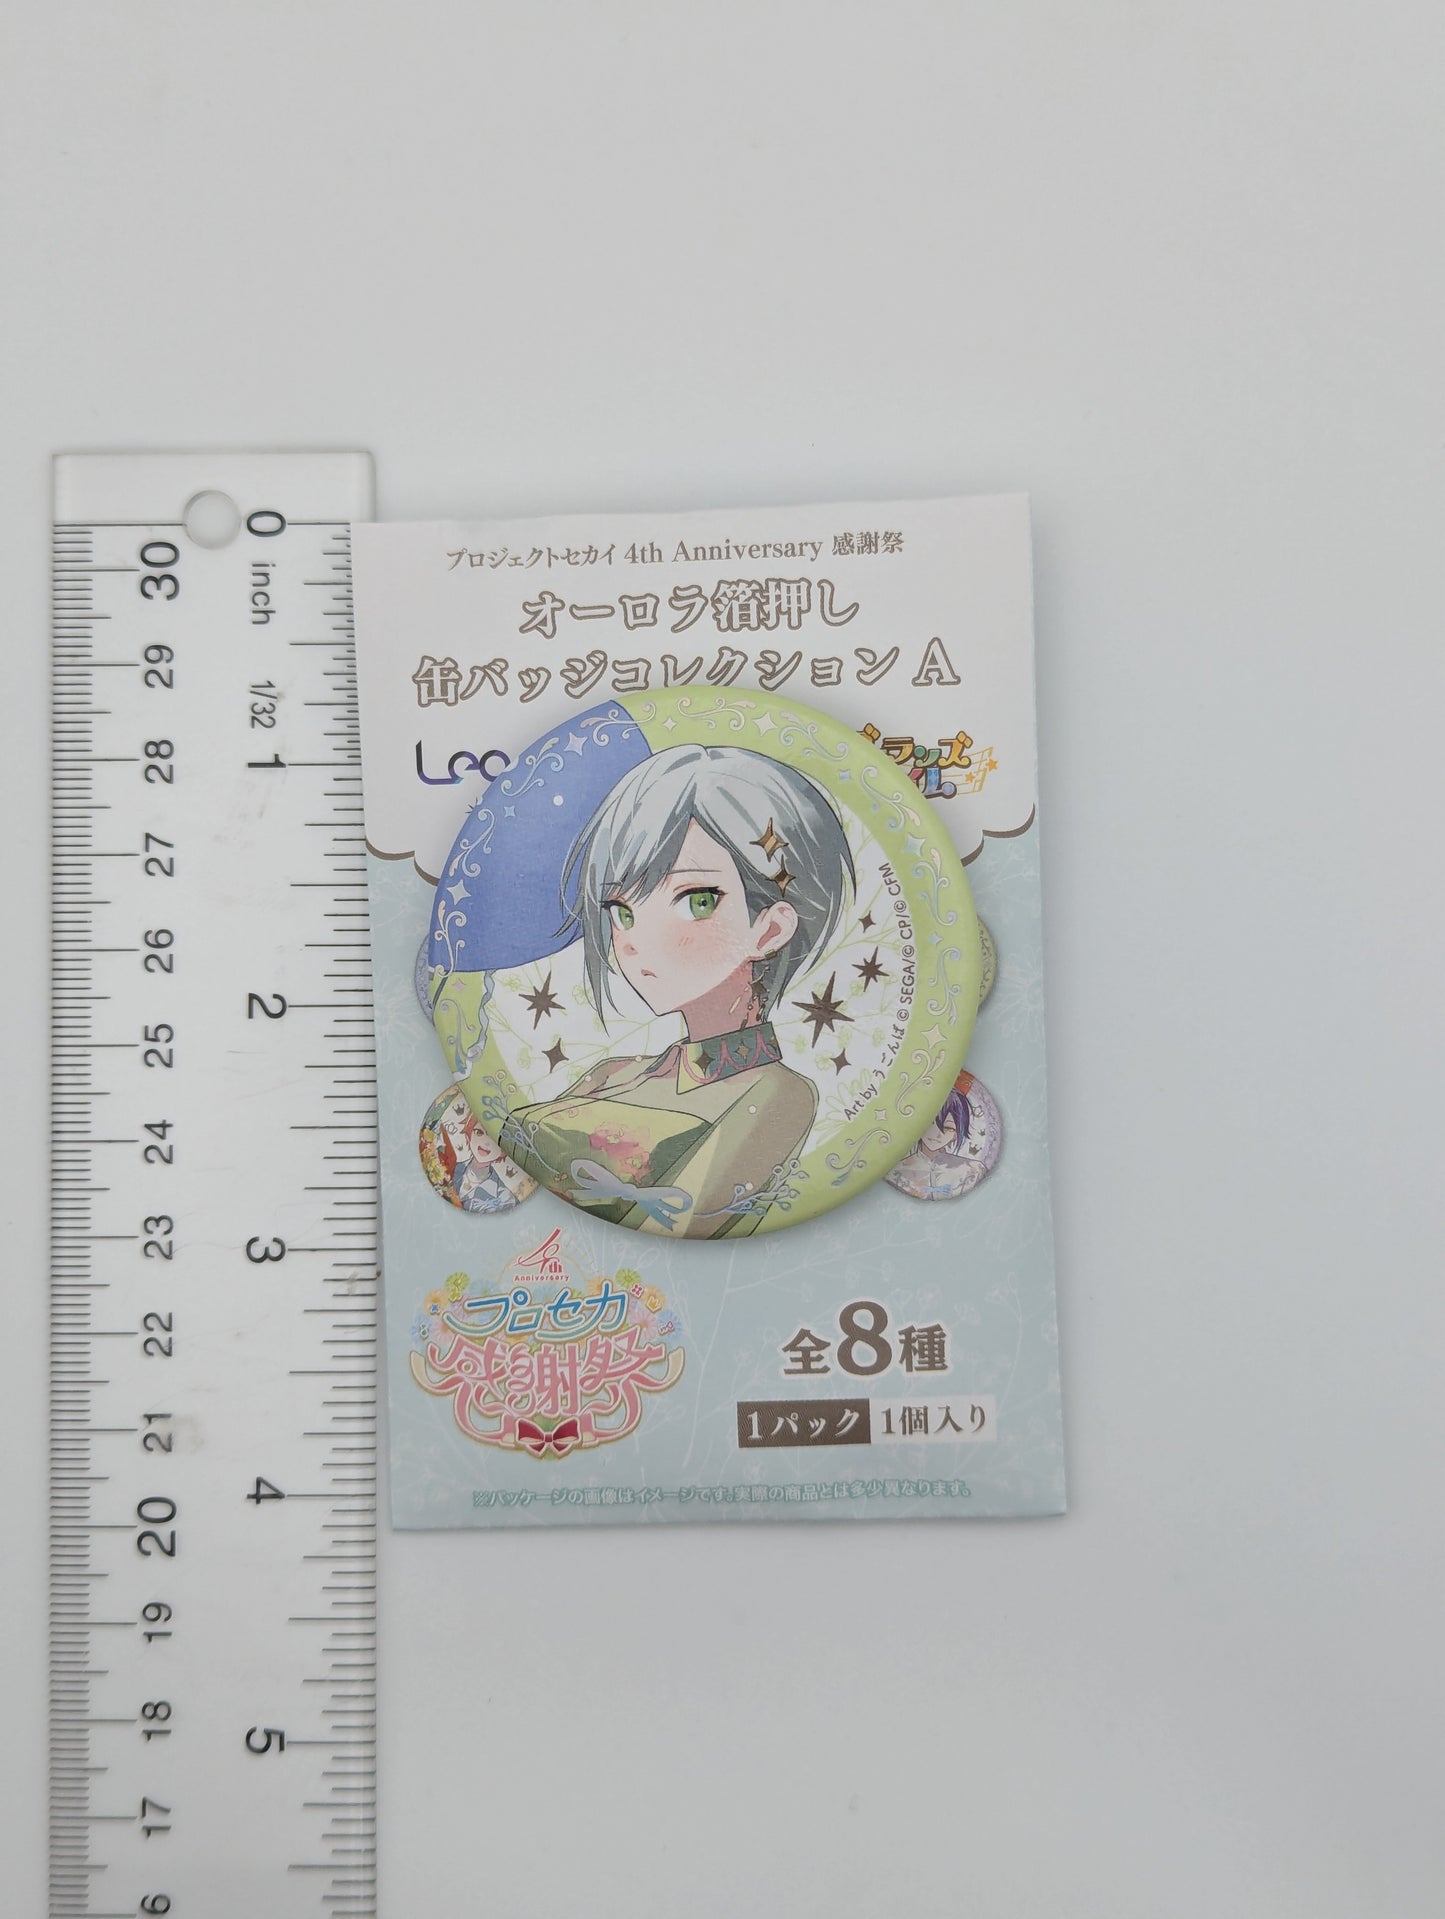 プロジェクトセカイ 4th Anniversary 感謝祭
オーロラ箔押し
缶バッジコレクション A
Leo
Art by うごんば © SEGA/© CP/© CFM
4th
Anniversary
プロセカ
感謝祭
全8種
1パック 1個入り
※パッケージの画像はイメージです。実際の商品とは多少異なります。
0 inch
1/32
1
2
3
4
5
30
29
28
27
26
25
24
23
22
21
20
19
18
17